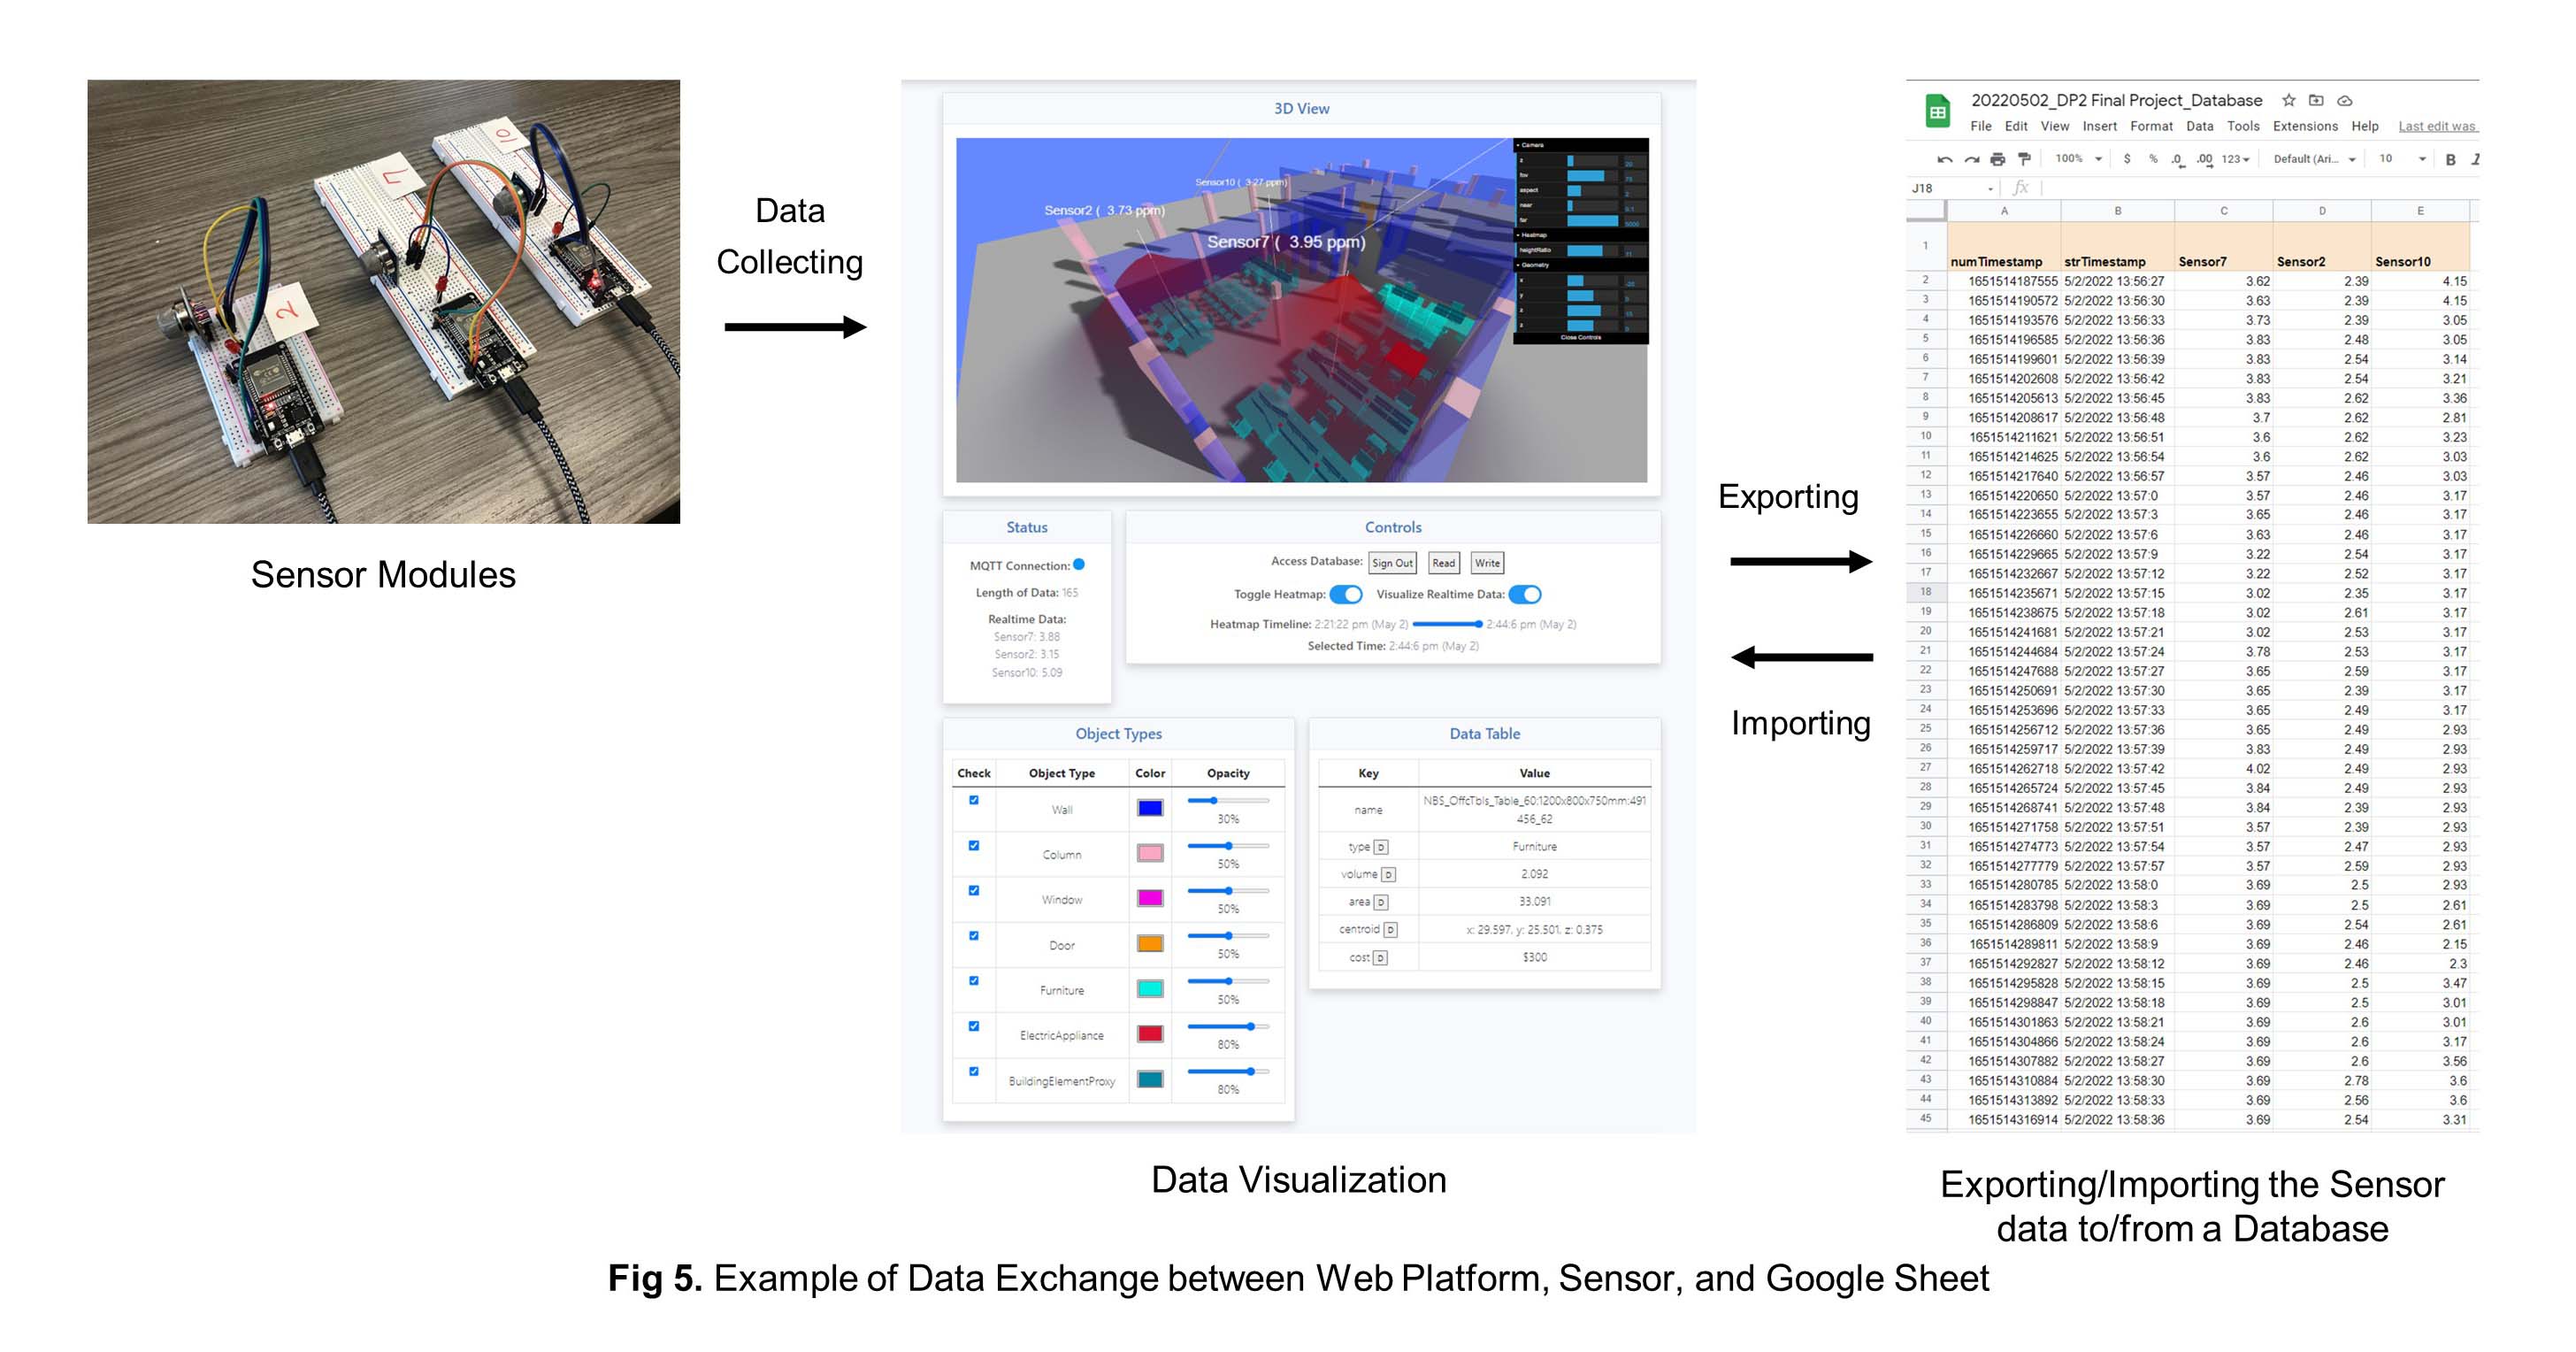 2
7
10
Sensor Modules
Data
Collecting
3D View
Sensor10 ( 3.27 ppm)
Sensor2 ( 3.73 ppm)
Sensor7 ( 3.95 ppm)
Camera
z
fov
aspect
near
far
Heatmap
heightRatio
Geometry
x
y
z
Close Controls
Status
MQTT Connection:
Length of Data: 165
Realtime Data:
Sensor7: 3.88
Sensor2: 3.15
Sensor10: 5.09
Controls
Access Database: Sign Out Read Write
Toggle Heatmap: Visualize Realtime Data:
Heatmap Timeline: 2:21:22 pm (May 2) 2:44:6 pm (May 2)
Selected Time: 2:44:6 pm (May 2)
Object Types
Check Object Type Color Opacity
Wall 30%
Column 50%
Window 50%
Door 50%
Furniture 50%
ElectricAppliance 80%
BuildingElementProxy 80%
Data Table
Key Value
name NBS_OffcTbls_Table_60:1200x800x750mm:491
456_62
type D Furniture
volume D 2.092
area D 33.091
centroid D x: 29.597, y: 25.501, z: 0.375
cost D $300
Data Visualization
Exporting
Importing
20220502_DP2 Final Project_Database
File Edit View Insert Format Data Tools Extensions Help Last edit was
100% $ % .0 .00 123 Default (Ari... 10 B I
J18 fx
A B C D E
1 numTimestamp strTimestamp Sensor7 Sensor2 Sensor10
2 1651514187555 5/2/2022 13:56:27 3.62 2.39 4.15
3 1651514190572 5/2/2022 13:56:30 3.63 2.39 4.15
4 1651514193576 5/2/2022 13:56:33 3.73 2.39 3.05
5 1651514196585 5/2/2022 13:56:36 3.83 2.48 3.05
6 1651514199601 5/2/2022 13:56:39 3.83 2.54 3.14
7 1651514202608 5/2/2022 13:56:42 3.83 2.54 3.21
8 1651514205613 5/2/2022 13:56:45 3.83 2.62 3.36
9 1651514208617 5/2/2022 13:56:48 3.7 2.62 2.81
10 1651514211621 5/2/2022 13:56:51 3.6 2.62 3.23
11 1651514214625 5/2/2022 13:56:54 3.6 2.62 3.03
12 1651514217640 5/2/2022 13:56:57 3.57 2.46 3.03
13 1651514220650 5/2/2022 13:57:0 3.57 2.46 3.17
14 1651514223655 5/2/2022 13:57:3 3.65 2.46 3.17
15 1651514226660 5/2/2022 13:57:6 3.63 2.46 3.17
16 1651514229665 5/2/2022 13:57:9 3.22 2.54 3.17
17 1651514232667 5/2/2022 13:57:12 3.22 2.52 3.17
18 1651514235671 5/2/2022 13:57:15 3.02 2.35 3.17
19 1651514238675 5/2/2022 13:57:18 3.02 2.61 3.17
20 1651514241681 5/2/2022 13:57:21 3.02 2.53 3.17
21 1651514244684 5/2/2022 13:57:24 3.78 2.53 3.17
22 1651514247688 5/2/2022 13:57:27 3.65 2.59 3.17
23 1651514250691 5/2/2022 13:57:30 3.65 2.39 3.17
24 1651514253696 5/2/2022 13:57:33 3.65 2.49 3.17
25 1651514256712 5/2/2022 13:57:36 3.65 2.49 2.93
26 1651514259717 5/2/2022 13:57:39 3.83 2.49 2.93
27 1651514262718 5/2/2022 13:57:42 4.02 2.49 2.93
28 1651514265724 5/2/2022 13:57:45 3.84 2.49 2.93
29 1651514268741 5/2/2022 13:57:48 3.84 2.39 2.93
30 1651514271758 5/2/2022 13:57:51 3.57 2.39 2.93
31 1651514274773 5/2/2022 13:57:54 3.57 2.47 2.93
32 1651514277779 5/2/2022 13:57:57 3.57 2.59 2.93
33 1651514280785 5/2/2022 13:58:0 3.69 2.5 2.93
34 1651514283798 5/2/2022 13:58:3 3.69 2.5 2.61
35 1651514286809 5/2/2022 13:58:6 3.69 2.54 2.61
36 1651514289811 5/2/2022 13:58:9 3.69 2.46 2.15
37 1651514292827 5/2/2022 13:58:12 3.69 2.46 2.3
38 1651514295828 5/2/2022 13:58:15 3.69 2.5 3.47
39 1651514298847 5/2/2022 13:58:18 3.69 2.5 3.01
40 1651514301863 5/2/2022 13:58:21 3.69 2.6 3.01
41 1651514304866 5/2/2022 13:58:24 3.69 2.6 3.17
42 1651514307882 5/2/2022 13:58:27 3.69 2.6 3.56
43 1651514310884 5/2/2022 13:58:30 3.69 2.78 3.6
44 1651514313892 5/2/2022 13:58:33 3.69 2.56 3.6
45 1651514316914 5/2/2022 13:58:36 3.69 2.54 3.31
Exporting/Importing the Sensor
data to/from a Database
Fig 5. Example of Data Exchange between Web Platform, Sensor, and Google Sheet